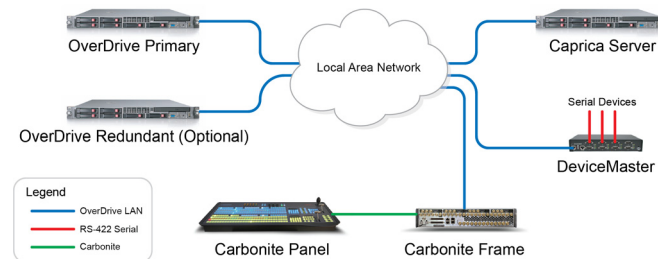 OverDrive Primary
Caprica Server
Local Area Network
Serial Devices
OverDrive Redundant (Optional)
DeviceMaster
Legend
OverDrive LAN
RS-422 Serial
Carbonite
Carbonite Panel
Carbonite Frame